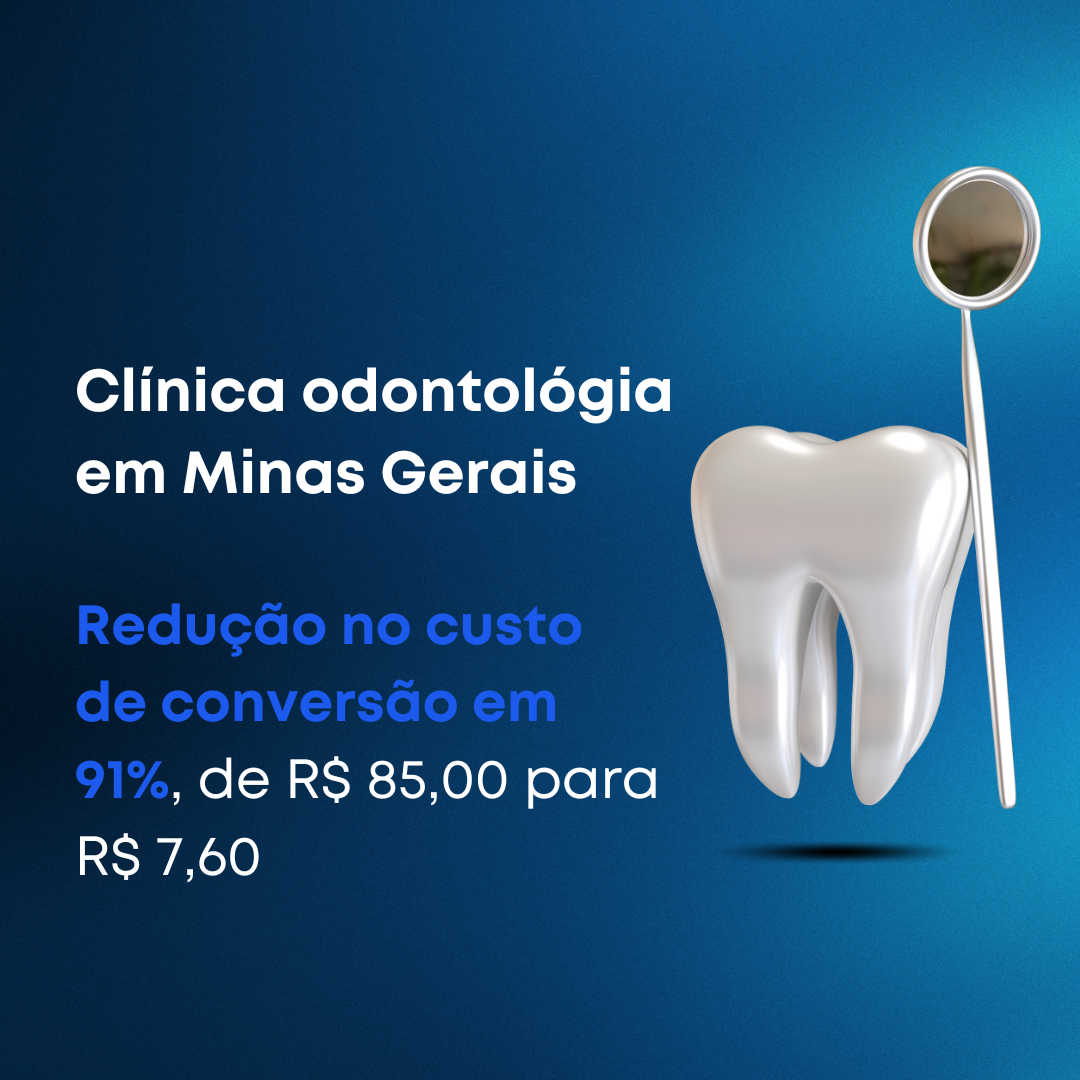 Clínica odontológia
em Minas Gerais
Redução no custo
de conversão em
91%, de R$ 85,00 para
R$ 7,60